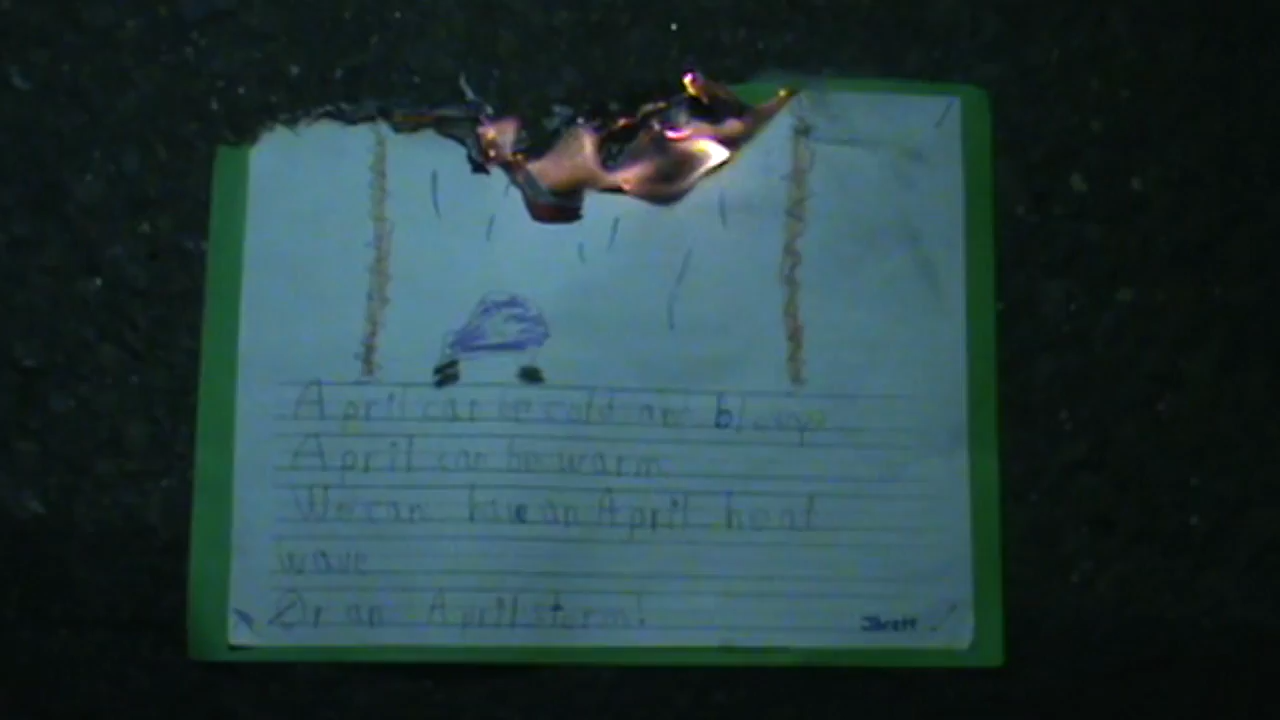 April can be cold and
April can be warm
We can have an April heat
wave
Or an April storm!